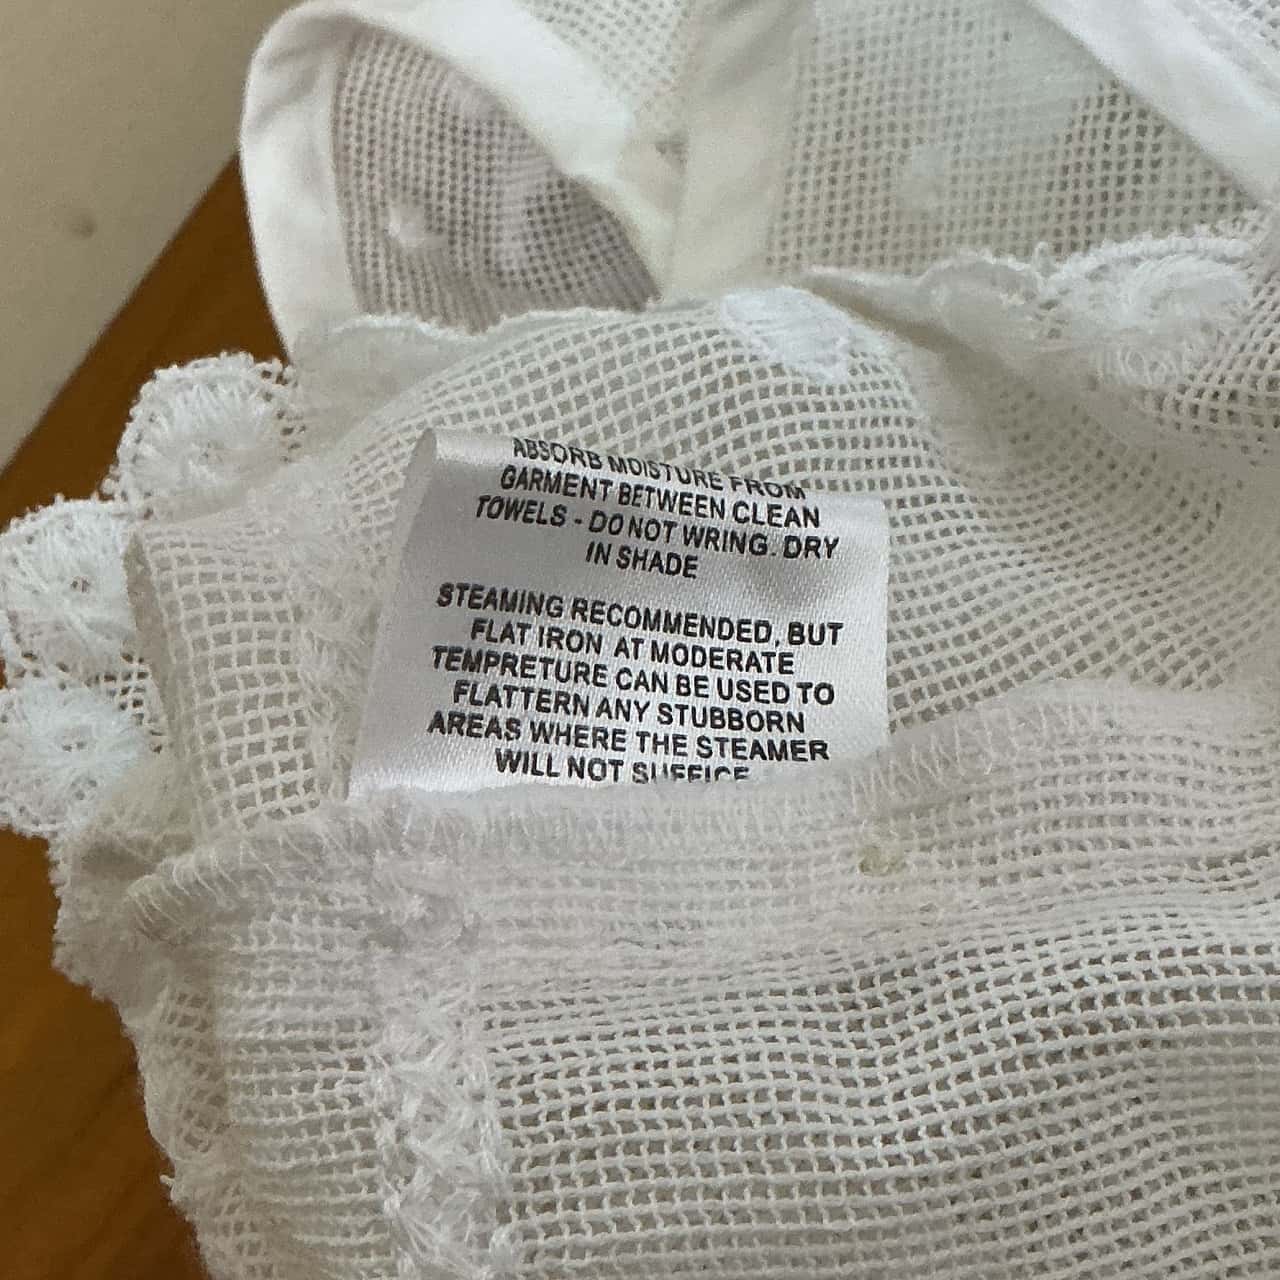 ABSORB MOISTURE FROM
GARMENT BETWEEN CLEAN
TOWELS - DO NOT WRING. DRY
IN SHADE
STEAMING RECOMMENDED, BUT
FLAT IRON AT MODERATE
TEMPRETURE CAN BE USED TO
FLATTERN ANY STUBBORN
AREAS WHERE THE STEAMER
WILL NOT SUFFICE